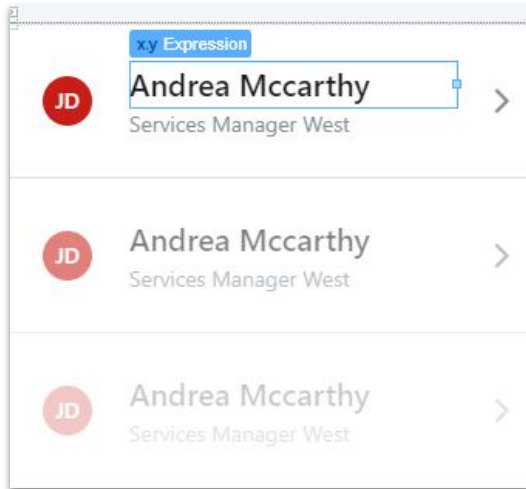 x.y Expression
JD
Andrea Mccarthy
Services Manager West
JD
Andrea Mccarthy
Services Manager West
JD
Andrea Mccarthy
Services Manager West